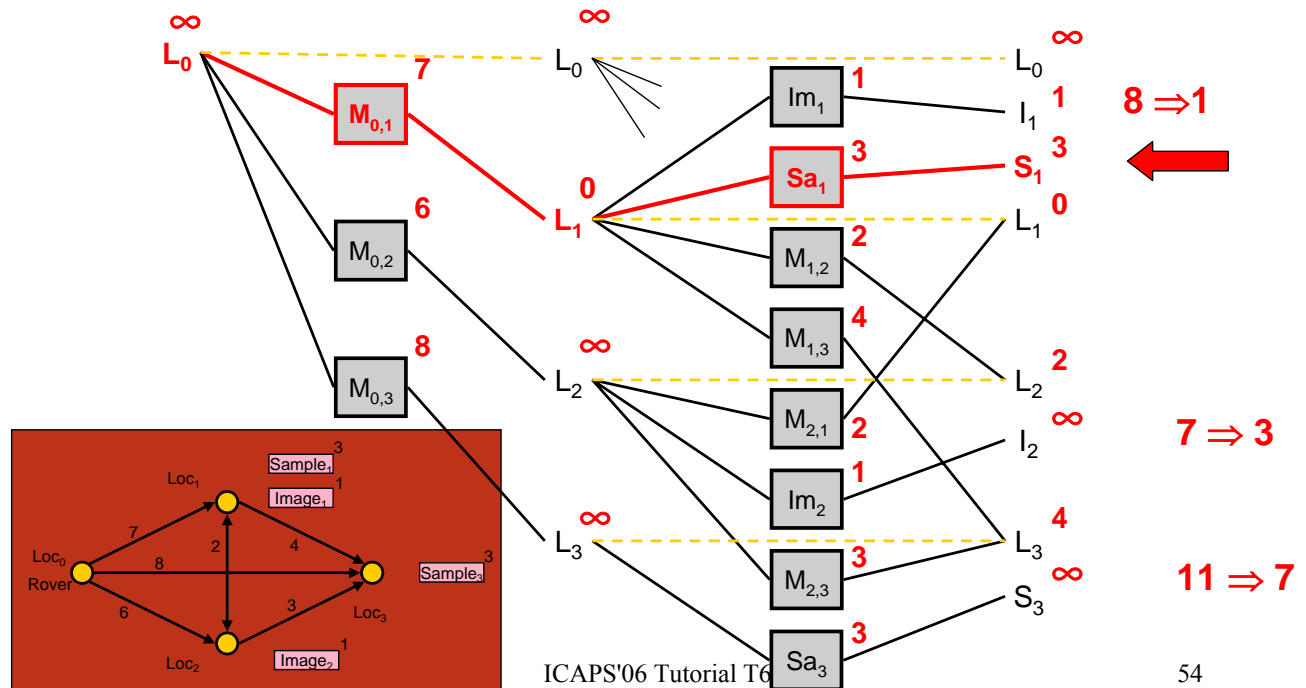 ∞ ∞ ∞
L₀ L₀ L₀
7 1 1
M₀,₁ Im₁ I₁ 8 ⇒1
3 3
Sa₁ S₁
0 0
L₁ L₁
6 2
M₀,₂ M₁,₂
4
M₁,₃
8 ∞ 2
M₀,₃ L₂ L₂
M₂,₁ 2 ∞ 7 ⇒ 3
I₂
1
Im₂
∞ 4
L₃ L₃
3 ∞ 11 ⇒ 7
M₂,₃ S₃
3
Sa₃
Sample₁ 3
Loc₁ Image₁ 1
7 2 4
Loc₀ 8 Sample₃ 3
Rover
6 3 Loc₃
Loc₂ Image₂ 1
ICAPS'06 Tutorial T6 54